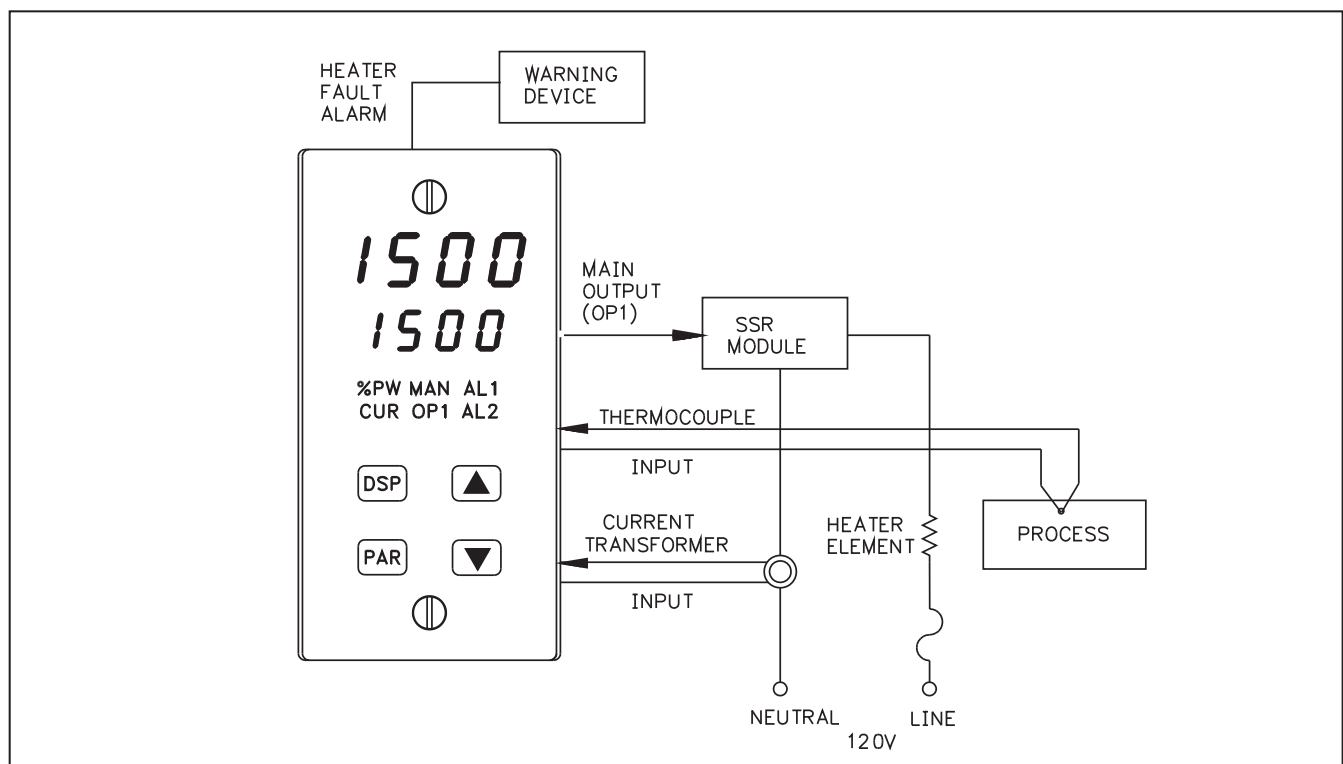 HEATER
FAULT
ALARM
WARNING
DEVICE
1500
1500
%PW MAN AL1
CUR OP1 AL2
DSP
PAR
MAIN
OUTPUT
(OP1)
SSR
MODULE
THERMOCOUPLE
INPUT
CURRENT
TRANSFORMER
INPUT
HEATER
ELEMENT
PROCESS
NEUTRAL
LINE
120V